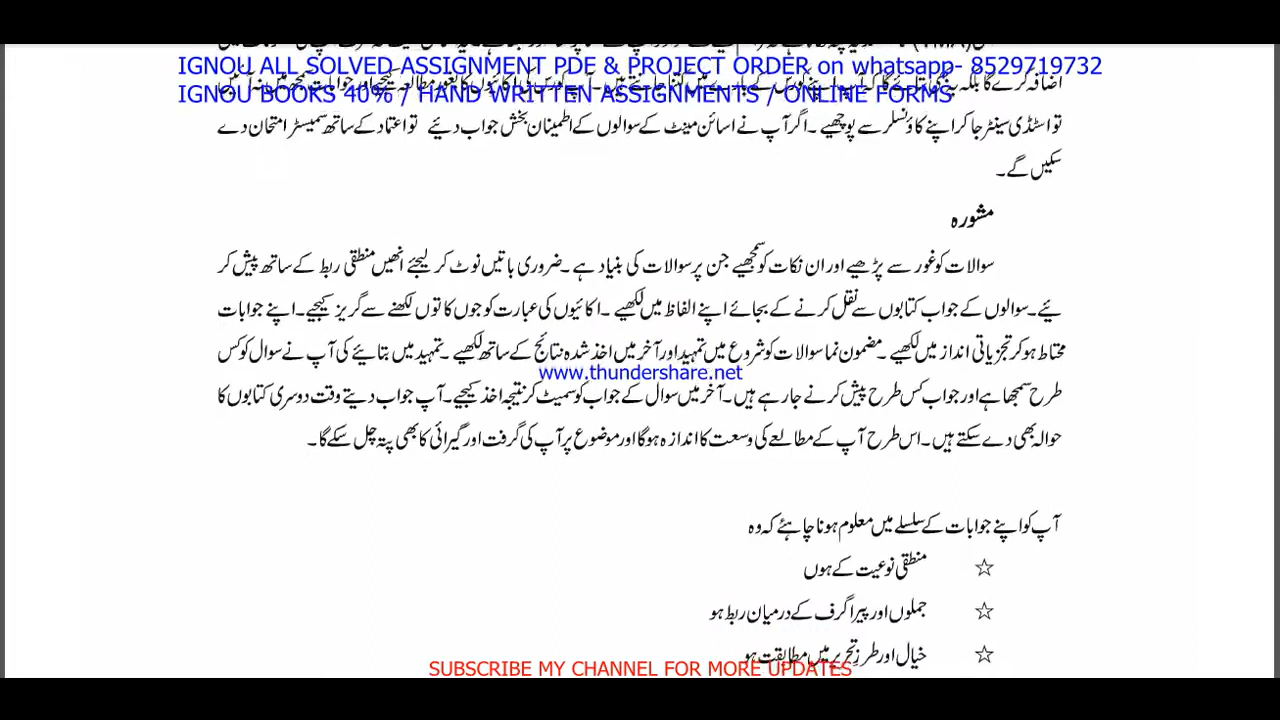 IGNOU ALL SOLVED ASSIGNMENT PDF & PROJECT ORDER on whatsapp- 8529719732
IGNOU BOOKS 40% / HAND WRITTEN ASSIGNMENTS / ONLINE FORMS
تو اسٹڈی سینٹر جا کر اپنے کاؤنسلر سے پوچھیے ۔ اگر آپ نے اسائن مینٹ کے سوالوں کے اطمینان بخش جواب دیئے تو اعتماد کے ساتھ سمیسٹر امتحان دے
سکیں گے ۔
مشورہ
سوالات کو غور سے پڑھیے اور ان نکات کو سمجھیے جن پر سوالات کی بنیاد ہے ۔ ضروری باتیں نوٹ کر لیجئے انھیں منطقی ربط کے ساتھ پیش کر
یئے۔ سوالوں کے جواب کتابوں سے نقل کرنے کے بجائے اپنے الفاظ میں لکھیے ۔ اکائیوں کی عبارت کو جوں کا توں لکھنے سے گریز کیجیے۔ اپنے جوابات
محتاط ہو کر تجزیاتی انداز میں لکھیے ۔ مضمون نما سوالات کو شروع میں تمہید اور آخر میں اخذ شدہ نتائج کے ساتھ لکھیے ۔ تمہید میں بتایئے کی آپ نے سوال کو کس
www.thundershare.net
طرح سمجھا ہے اور جواب کس طرح پیش کرنے جا رہے ہیں۔ آخر میں سوال کے جواب کو سمیٹ کر نتیجہ اخذ کیجیے۔ آپ جواب دیتے وقت دوسری کتابوں کا
حوالہ بھی دے سکتے ہیں ۔ اس طرح آپ کے مطالعے کی وسعت کا اندازہ ہوگا اور موضوع پر آپ کی گرفت اور گیرائی کا بھی پتہ چل سکے گا ۔
آپ کو اپنے جوابات کے سلسلے میں معلوم ہونا چاہئے کہ وہ
☆ منطقی نوعیت کے ہوں
☆ جملوں اور پیراگرف کے درمیان ربط ہو
☆ خیال اور طرزِ تحریر میں مطابقت ہو
SUBSCRIBE MY CHANNEL FOR MORE UPDATES